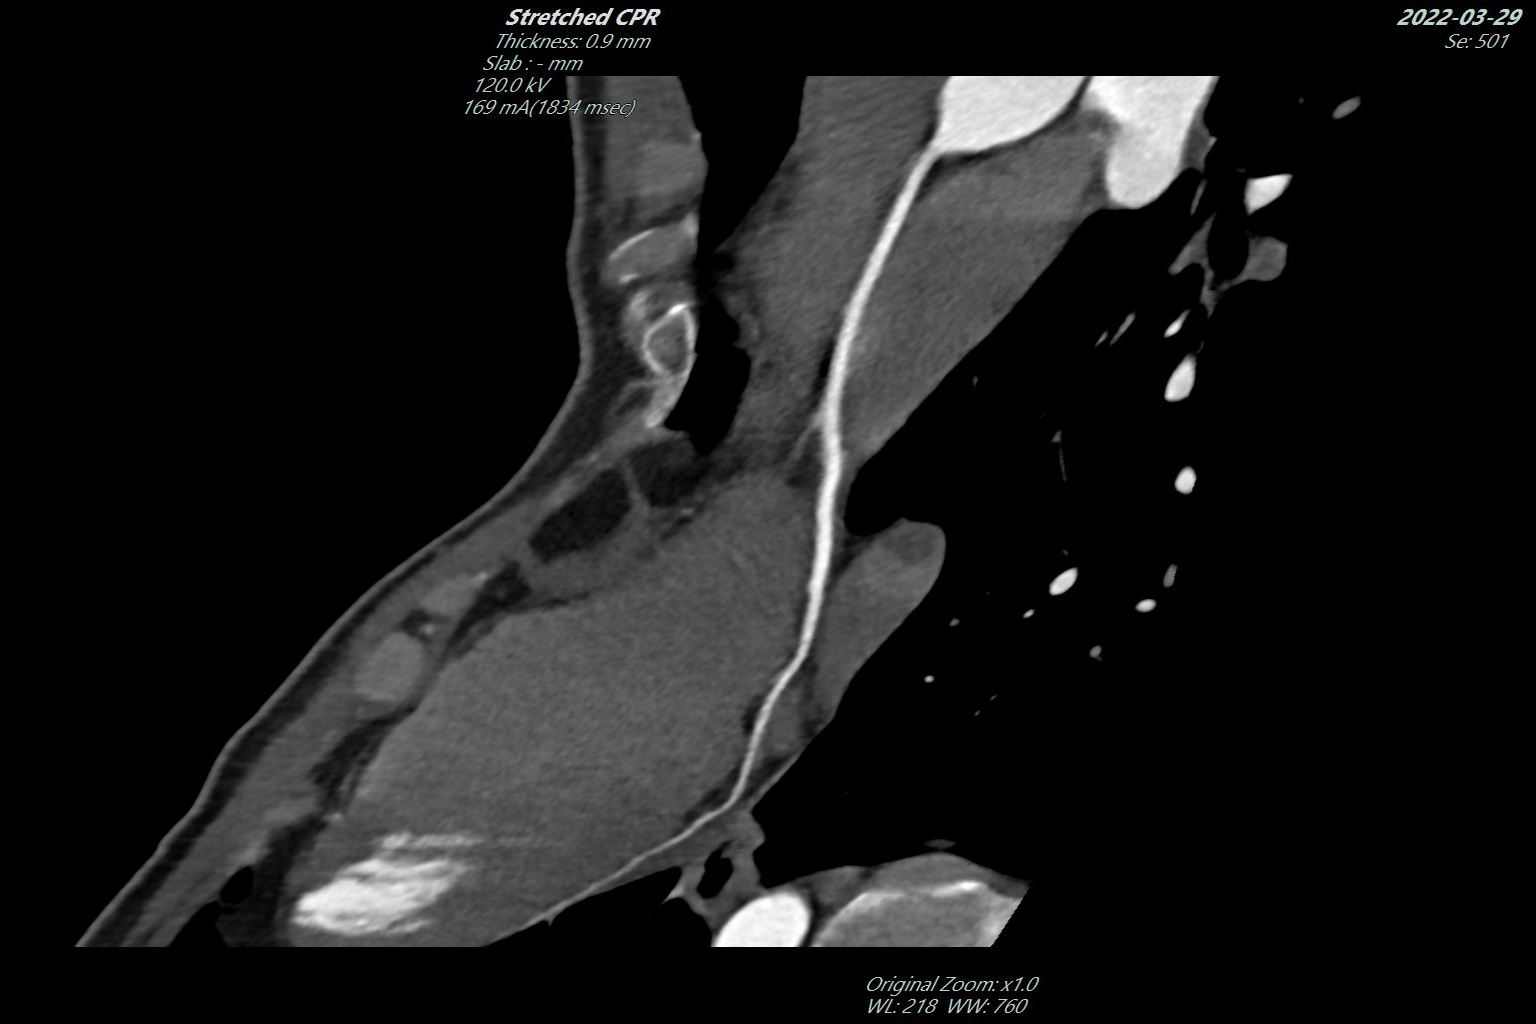 Stretched CPR
Thickness: 0.9 mm
Slab : - mm
120.0 kV
169 mA(1834 msec)
2022-03-29
Se: 501
Original Zoom: x1.0
WL: 218 WW: 760